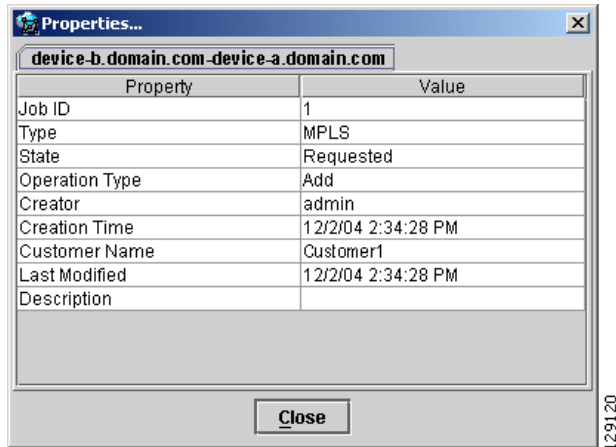 Properties...
device-b.domain.com-device-a.domain.com
Property Value
Job ID 1
Type MPLS
State Requested
Operation Type Add
Creator admin
Creation Time 12/2/04 2:34:28 PM
Customer Name Customer1
Last Modified 12/2/04 2:34:28 PM
Description
Close
29120